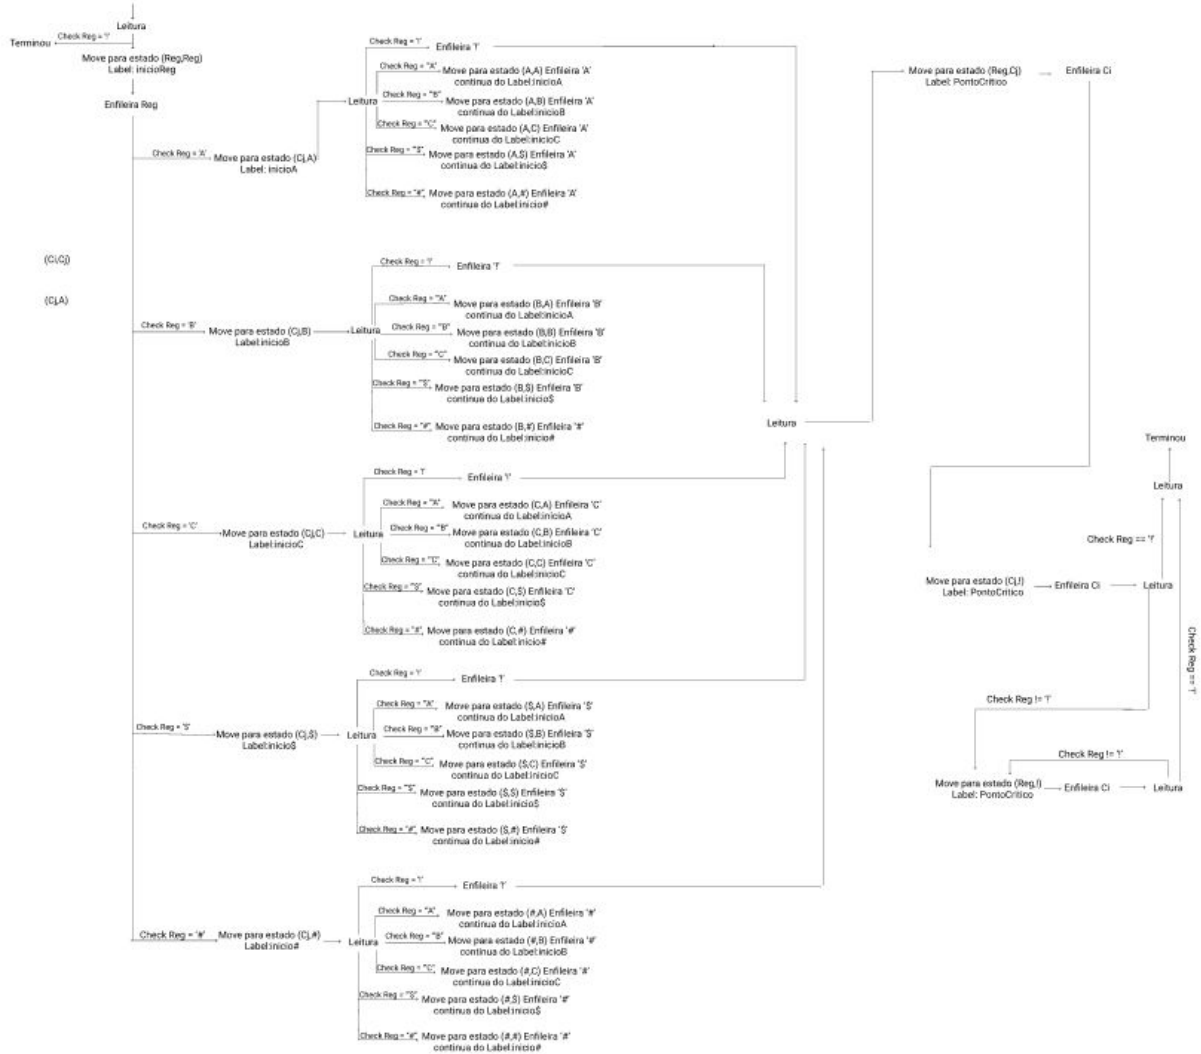 Leitura
Check Reg = '!'
Terminou
Move para estado (Reg,Reg)
Label: inicioReg
Enfileira Reg
Check Reg = 'A'
Move para estado (Cj,A)
Label: inicioA
Leitura
Check Reg = '!'
Enfileira '!'
Check Reg = "A"
Move para estado (A,A) Enfileira 'A'
continua do Label:inicioA
Check Reg = "B"
Move para estado (A,B) Enfileira 'A'
continua do Label:inicioB
Check Reg = "C"
Move para estado (A,C) Enfileira 'A'
continua do Label:inicioC
Check Reg = "$"
Move para estado (A,$) Enfileira 'A'
continua do Label:inicio$
Check Reg = "#"
Move para estado (A,#) Enfileira 'A'
continua do Label:inicio#
(Ci,Cj)
(Cj,A)
Check Reg = 'B'
Move para estado (Cj,B)
Label:inicioB
Leitura
Check Reg = '!'
Enfileira '!'
Check Reg = "A"
Move para estado (B,A) Enfileira 'B'
continua do Label:inicioA
Check Reg = "B"
Move para estado (B,B) Enfileira 'B'
continua do Label:inicioB
Check Reg = "C"
Move para estado (B,C) Enfileira 'B'
continua do Label:inicioC
Check Reg = "$"
Move para estado (B,$) Enfileira 'B'
continua do Label:inicio$
Check Reg = "#"
Move para estado (B,#) Enfileira '#'
continua do Label:inicio#
Check Reg = 'C'
Move para estado (Cj,C)
Label:inicioC
Leitura
Check Reg = '!'
Enfileira '!'
Check Reg = "A"
Move para estado (C,A) Enfileira 'C'
continua do Label:inicioA
Check Reg = "B"
Move para estado (C,B) Enfileira 'C'
continua do Label:inicioB
Check Reg = "C"
Move para estado (C,C) Enfileira 'C'
continua do Label:inicioC
Check Reg = "$"
Move para estado (C,$) Enfileira 'C'
continua do Label:inicio$
Check Reg = "#"
Move para estado (C,#) Enfileira '#'
continua do Label:inicio#
Check Reg = '$'
Move para estado (Cj,$)
Label:inicio$
Leitura
Check Reg = '!'
Enfileira '!'
Check Reg = "A"
Move para estado ($,A) Enfileira '$'
continua do Label:inicioA
Check Reg = "B"
Move para estado ($,B) Enfileira '$'
continua do Label:inicioB
Check Reg = "C"
Move para estado ($,C) Enfileira '$'
continua do Label:inicioC
Check Reg = "$"
Move para estado ($,$) Enfileira '$'
continua do Label:inicio$
Check Reg = "#"
Move para estado ($,#) Enfileira '$'
continua do Label:inicio#
Check Reg = '#'
Move para estado (Cj,#)
Label:inicio#
Leitura
Check Reg = '!'
Enfileira '!'
Check Reg = "A"
Move para estado (#,A) Enfileira '#'
continua do Label:inicioA
Check Reg = "B"
Move para estado (#,B) Enfileira '#'
continua do Label:inicioB
Check Reg = "C"
Move para estado (#,C) Enfileira '#'
continua do Label:inicioC
Check Reg = "$"
Move para estado (#,$) Enfileira '#'
continua do Label:inicio$
Check Reg = "#"
Move para estado (#,#) Enfileira '#'
continua do Label:inicio#
Leitura
Move para estado (Reg,Cj)
Label: PontoCritico
Enfileira Ci
Move para estado (Cj,!)
Label: PontoCritico
Enfileira Ci
Leitura
Check Reg == '!'
Leitura
Terminou
Check Reg == '!'
Check Reg != '!'
Move para estado (Reg,!)
Label: PontoCritico
Enfileira Ci
Leitura
Check Reg != '!'